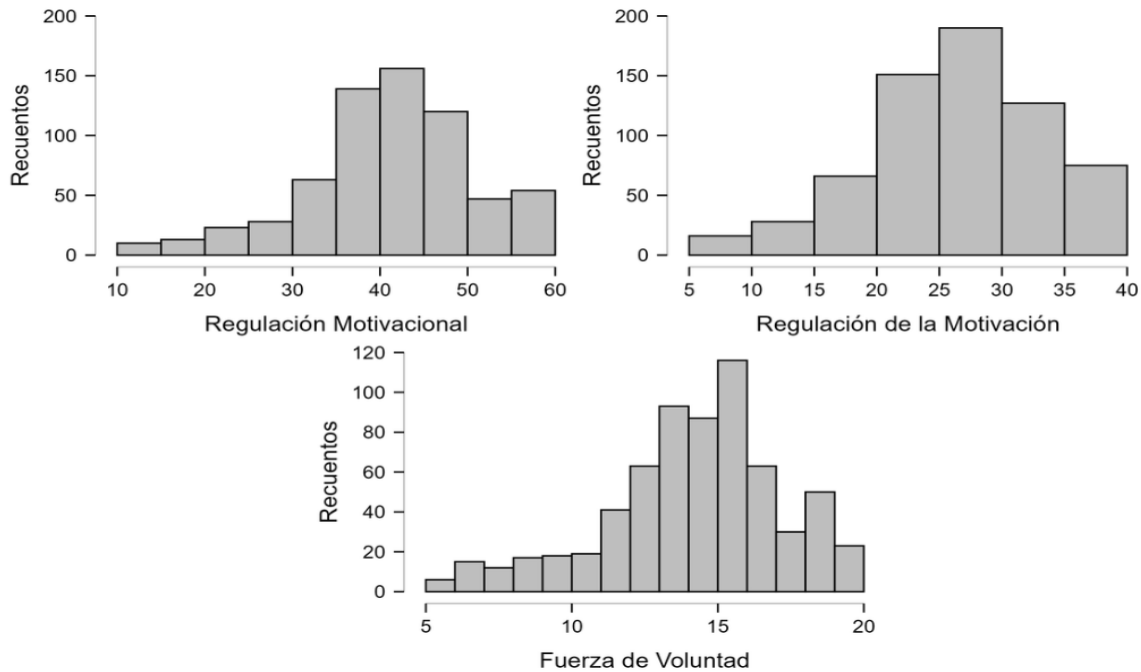 200
150
100
50
0
Recuentos
10 20 30 40 50 60
Regulación Motivacional
200
150
100
50
0
Recuentos
5 10 15 20 25 30 35 40
Regulación de la Motivación
120
100
80
60
40
20
0
Recuentos
5 10 15 20
Fuerza de Voluntad